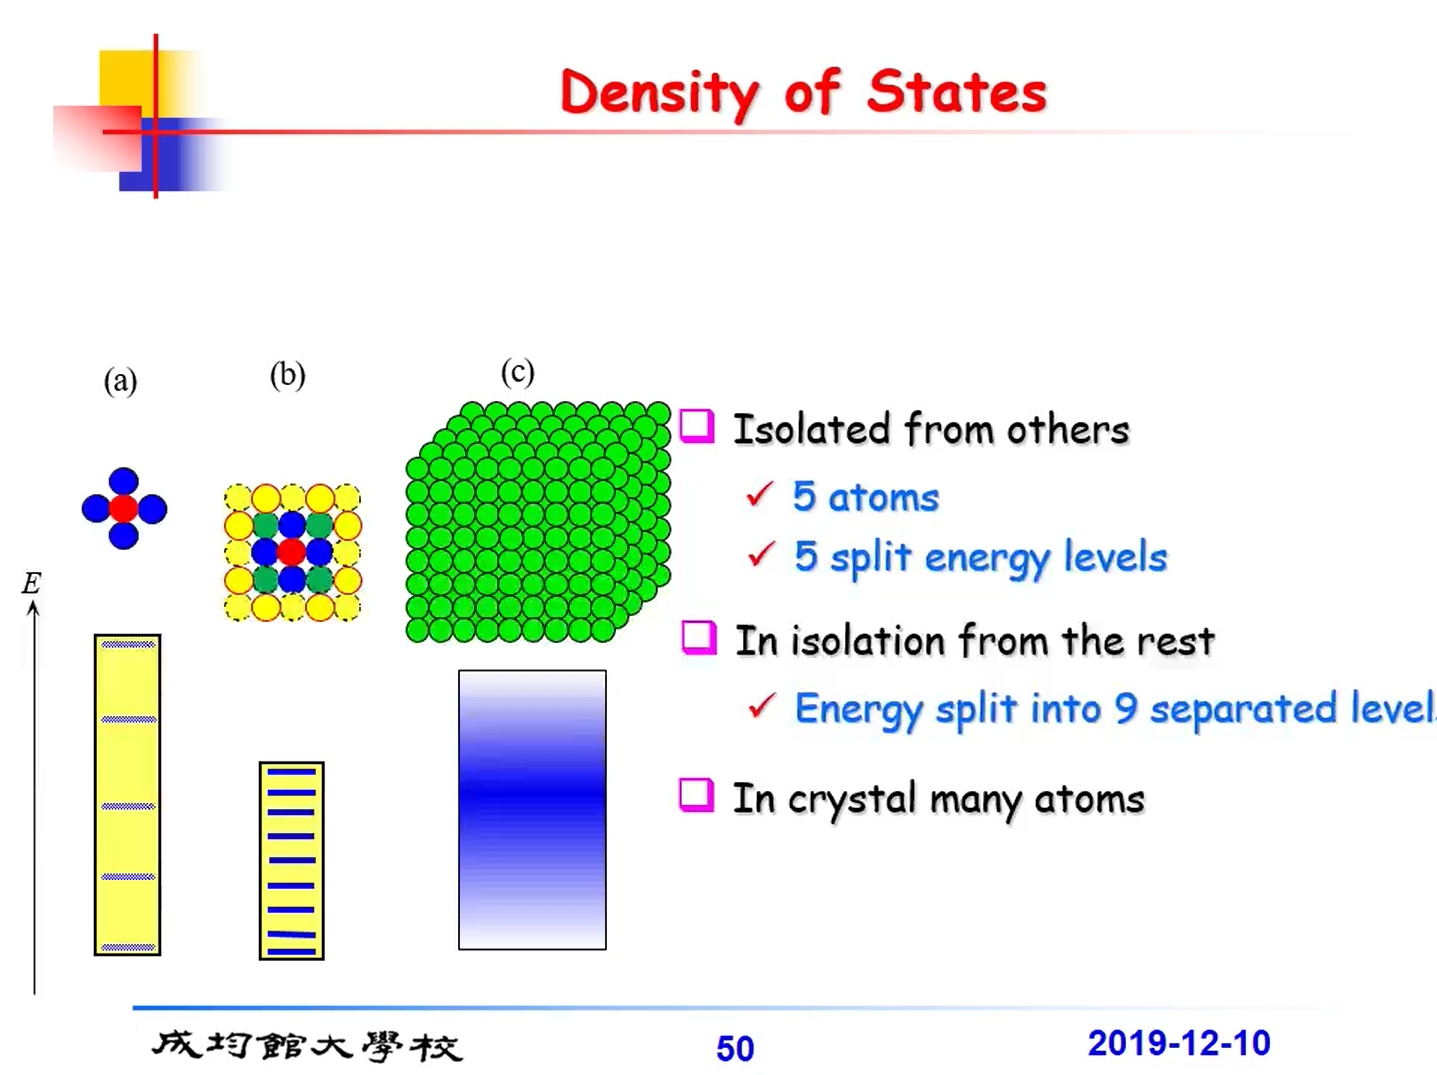 Density of States
(a)
(b)
(c)
E
Isolated from others
5 atoms
5 split energy levels
In isolation from the rest
Energy split into 9 separated level
In crystal many atoms
成均館大學校
50
2019-12-10